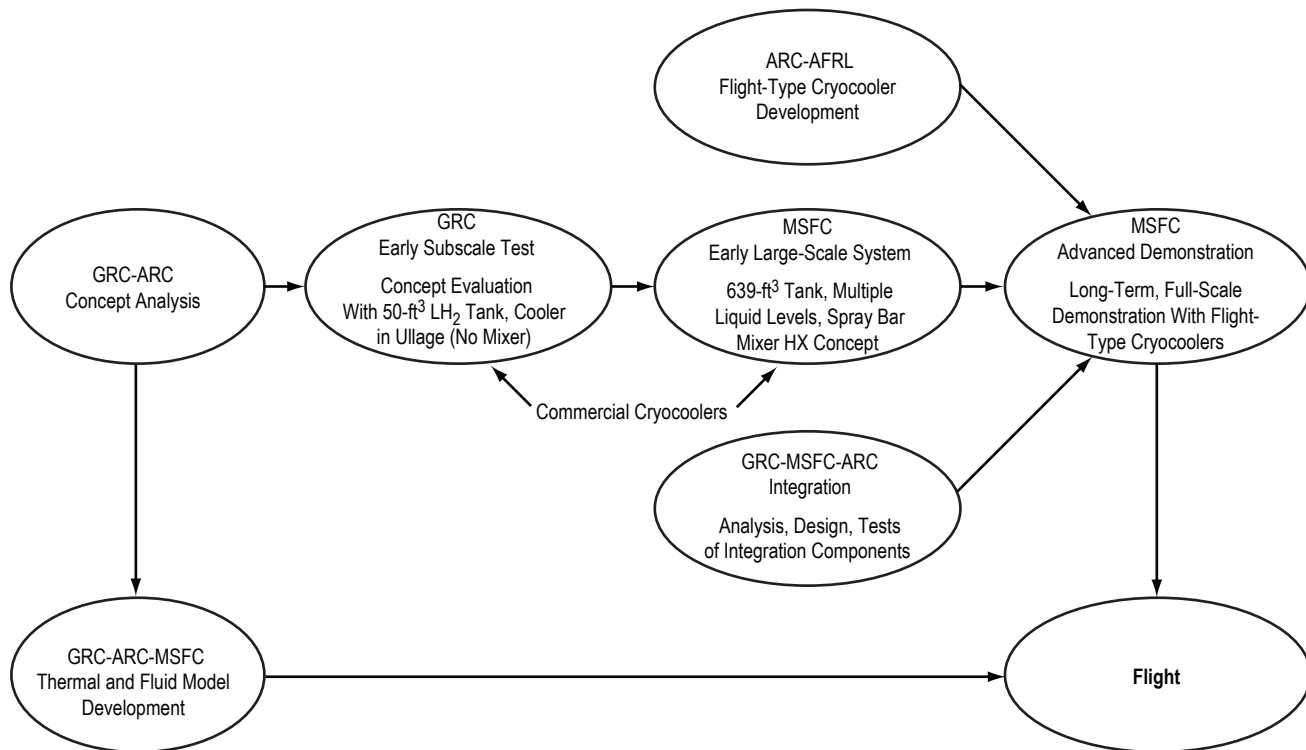 ARC-AFRL
Flight-Type Cryocooler
Development
GRC-ARC
Concept Analysis
GRC
Early Subscale Test
Concept Evaluation
With 50-ft³ LH₂ Tank, Cooler
in Ullage (No Mixer)
MSFC
Early Large-Scale System
639-ft³ Tank, Multiple
Liquid Levels, Spray Bar
Mixer HX Concept
MSFC
Advanced Demonstration
Long-Term, Full-Scale
Demonstration With Flight-
Type Cryocoolers
Commercial Cryocoolers
GRC-MSFC-ARC
Integration
Analysis, Design, Tests
of Integration Components
GRC-ARC-MSFC
Thermal and Fluid Model
Development
Flight